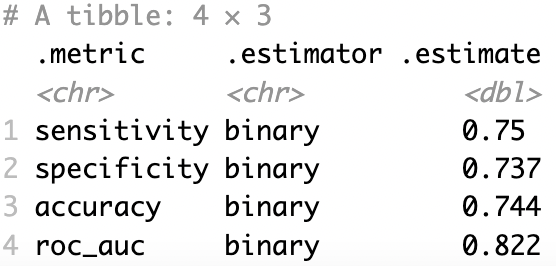 # A tibble: 4 × 3
.metric .estimator .estimate
<chr> <chr> <dbl>
1 sensitivity binary 0.75
2 specificity binary 0.737
3 accuracy binary 0.744
4 roc_auc binary 0.822